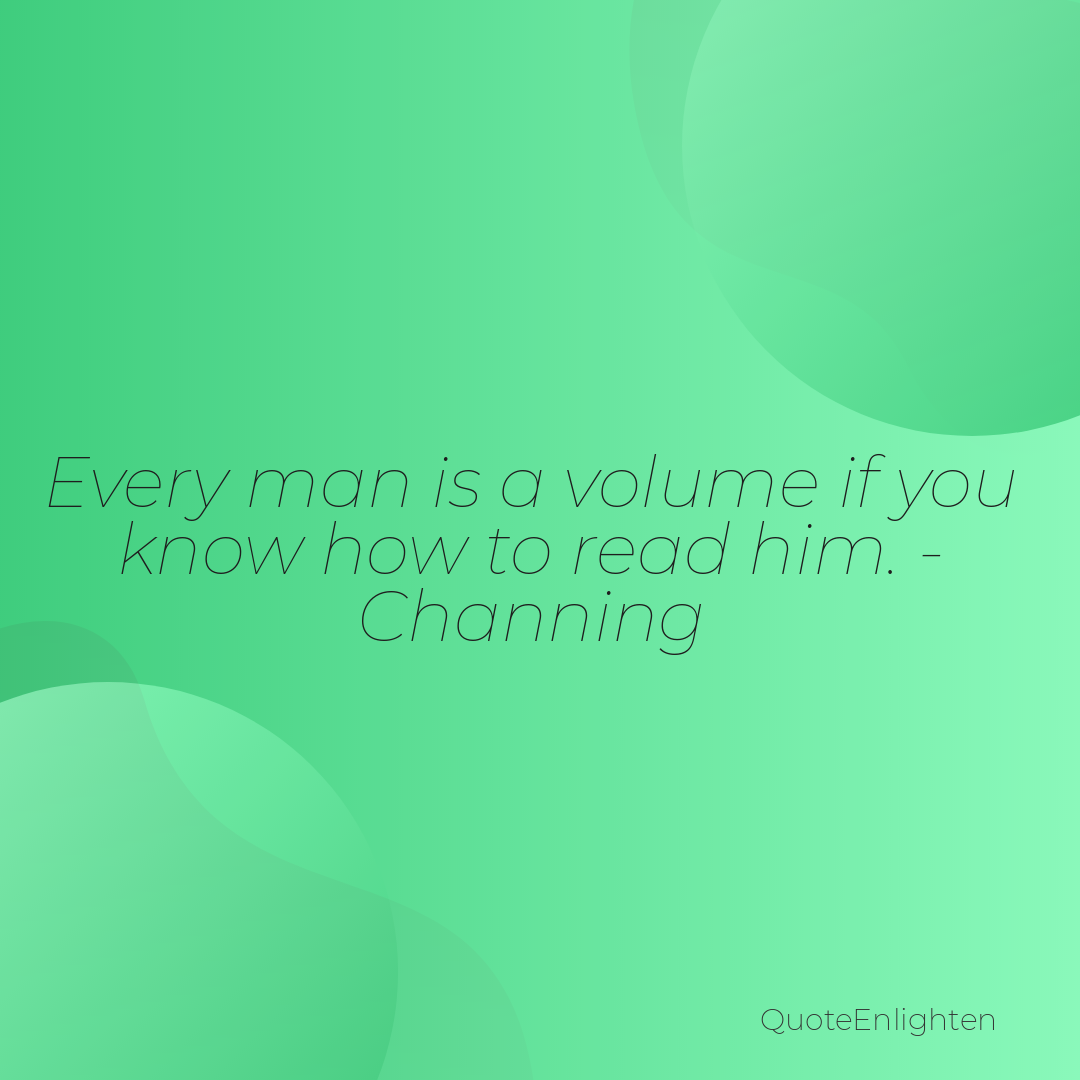 Every man is a volume if you
know how to read him. -
Channing
QuoteEnlighten